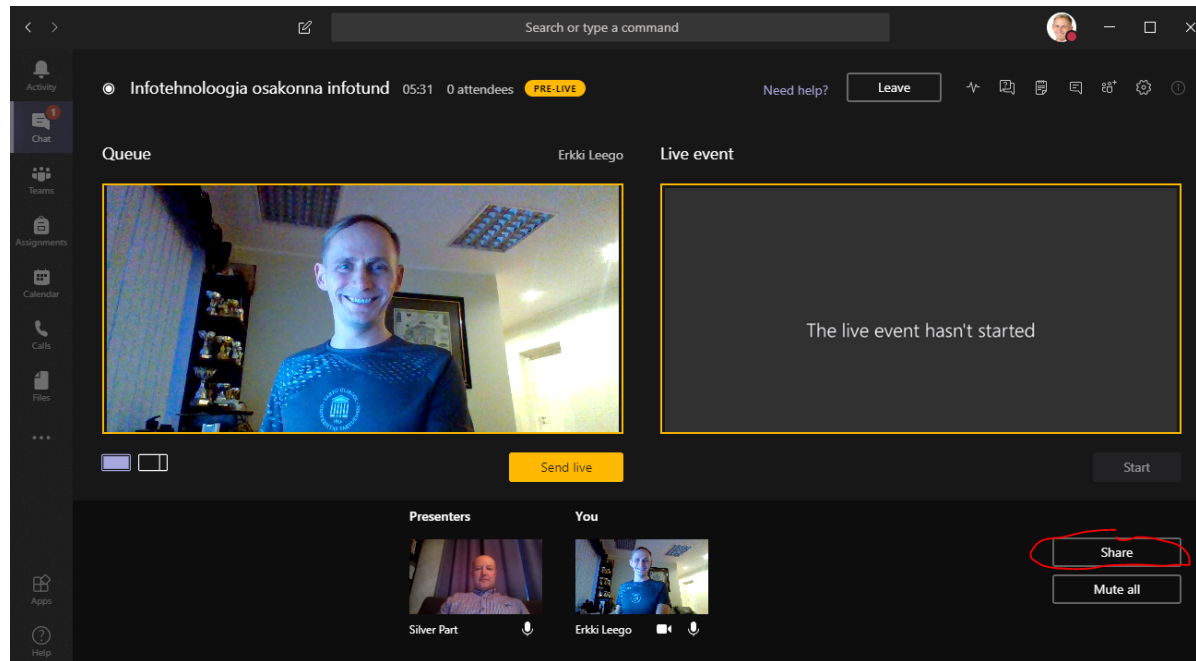 Search or type a command
Activity
1
Chat
Teams
Assignments
Calendar
Calls
Files
Apps
Help
Infotehnoloogia osakonna infotund 05:31 0 attendees PRE-LIVE
Need help? Leave
Queue Erkki Leego
Live event
The live event hasn't started
Send live
Start
Presenters
Silver Part
You
Erkki Leego
Share
Mute all